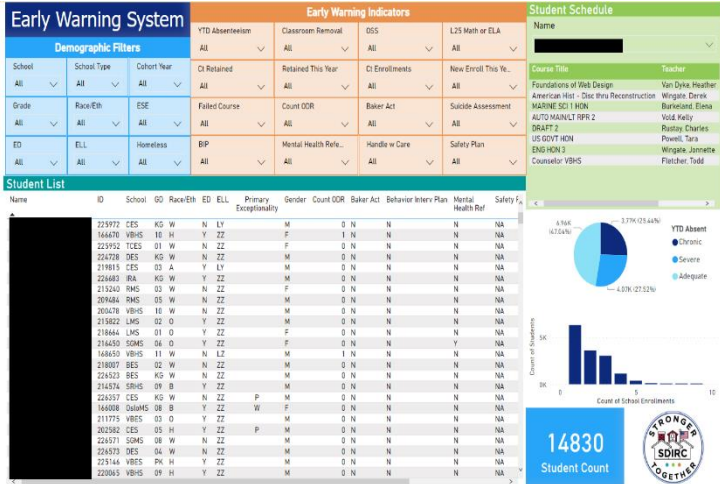 Early Warning System
Demographic Filters
School School Type Cohort Year
All All All
Grade Race/Eth ESE
All All All
ED ELL Homeless
All All All
Early Warning Indicators
YTD Absenteeism Classroom Removal OSS L25 Math or ELA
All All All All
Ct Retained Retained This Year Ct Enrollments New Enroll This Ye...
All All All All
Failed Course Count ODR Baker Act Suicide Assessment
All All All All
BIP Mental Health Refe... Handle w Care Safety Plan
All All All All
Student Schedule
Name
Course Title Teacher
Foundations of Web Design Van Dyke, Heather
American Hist - Disc thru Reconstruction Wingate, Derek
MARINE SCI 1 HON Burkeland, Elena
AUTO MAIN/LT RPR 2 Vold, Kelly
DRAFT 2 Rustay, Charles
US GOVT HON Powell, Tara
ENG HON 3 Wingate, Jonnette
Counselor VBHS Fletcher, Todd
Student List
Name ID School GD Race/Eth ED ELL Primary Exceptionality Gender Count ODR Baker Act Behavior Interv Plan Mental Health Ref Safety
225972 CES KG W N LY M 0 N N N NA
166670 VBHS 10 H Y ZZ F 1 N N N NA
225952 TCES 01 W N ZZ F 0 N N N NA
224728 DES KG W N ZZ M 0 N N N NA
219815 CES 03 A Y LY M 0 N N N NA
226683 IRA KG W Y ZZ M 0 N N N NA
215240 RMS 03 W N ZZ F 0 N N N NA
209484 RMS 05 W N ZZ M 0 N N N NA
200478 VBHS 10 W N ZZ M 0 N N N NA
215822 LMS 02 O Y ZZ M 0 N N N NA
218664 LMS 01 O Y ZZ F 0 N N N NA
216450 SGMS 06 O Y ZZ F 0 N N Y NA
168650 VBHS 11 W N LZ M 1 N N N NA
218007 BES 02 W N ZZ M 0 N N N NA
226523 BES KG W N ZZ M 0 N N N NA
214574 SRHS 09 B Y ZZ M 0 N N N NA
226357 CES KG W Y ZZ P M 0 N N N NA
166008 OsloMS 08 B Y ZZ W F 0 N N N NA
211775 VBES 03 O Y ZZ M 0 N N N NA
202582 CES 05 H Y ZZ P M 0 N N N NA
226571 SGMS 08 W N ZZ M 0 N N N NA
226573 DES 04 W N ZZ M 0 N N N NA
225146 VBES PK H Y ZZ M 0 N N N NA
220065 VBHS 09 H Y ZZ M 0 N N N NA
6.96K (47.04%)
3.77K (25.44%)
4.07K (27.52%)
YTD Absent
Chronic
Severe
Adequate
Count of Students
5K
0K
0 5 10
Count of School Enrollments
14830
Student Count
STRONGER
SDIRC
TOGETHER